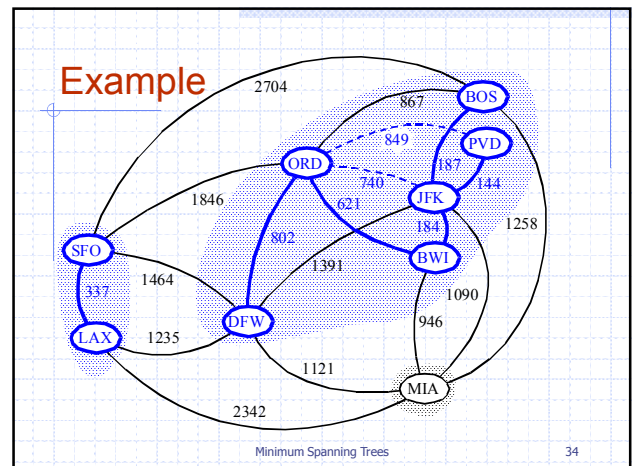 Example
2704
BOS
867
849
PVD
ORD
187
740
144
1846
621
JFK
1258
802
184
SFO
1391
BWI
1464
337
1090
DFW
946
LAX
1235
1121
MIA
2342
Minimum Spanning Trees
34